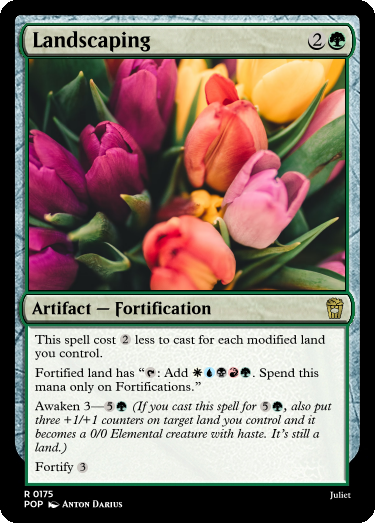 Landscaping 2
Artifact — Fortification
This spell cost 2 less to cast for each modified land
you control.
Fortified land has “: Add . Spend this
mana only on Fortifications.”
Awaken 3—5 (If you cast this spell for 5, also put
three +1/+1 counters on target land you control and it
becomes a 0/0 Elemental creature with haste. It's still a
land.)
Fortify 3
R 0175
Juliet
POP Anton Darius